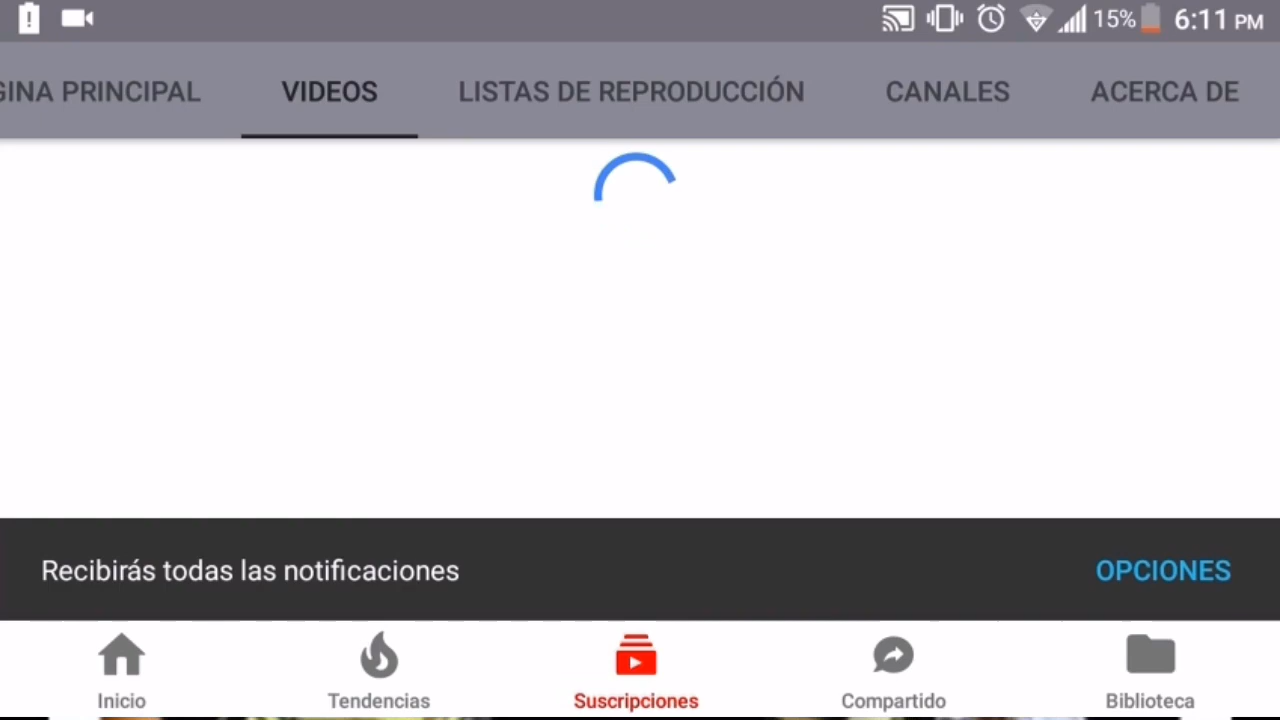 15% 6:11 PM
GINA PRINCIPAL VIDEOS LISTAS DE REPRODUCCIÓN CANALES ACERCA DE
Recibirás todas las notificaciones OPCIONES
Inicio Tendencias Suscripciones Compartido Biblioteca